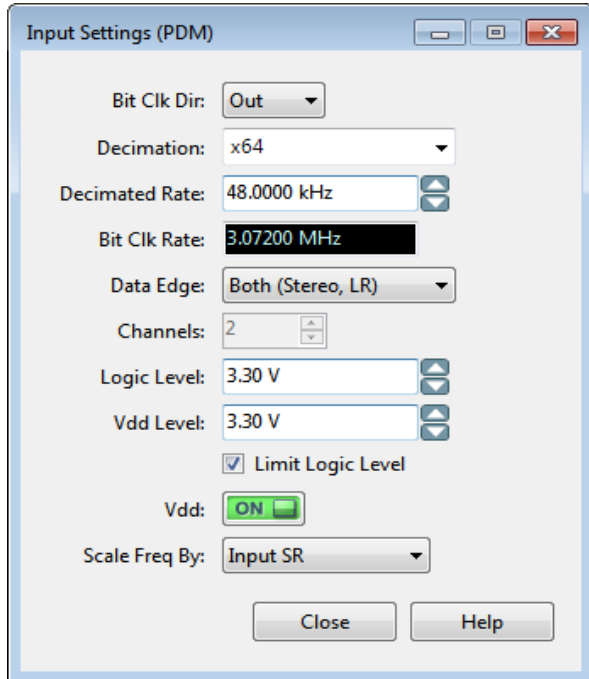 Input Settings (PDM)
Bit Clk Dir: Out
Decimation: x64
Decimated Rate: 48.0000 kHz
Bit Clk Rate: 3.07200 MHz
Data Edge: Both (Stereo, LR)
Channels: 2
Logic Level: 3.30 V
Vdd Level: 3.30 V
Limit Logic Level
Vdd: ON
Scale Freq By: Input SR
Close Help